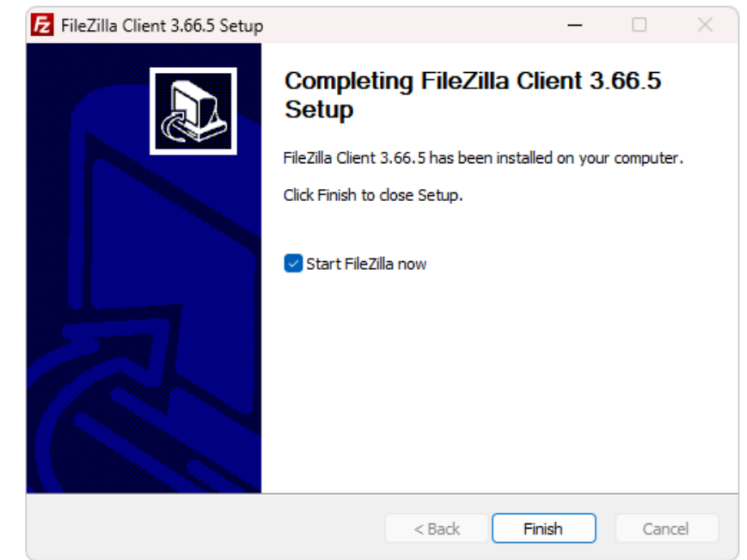 FileZilla Client 3.66.5 Setup
Completing FileZilla Client 3.66.5
Setup
FileZilla Client 3.66.5 has been installed on your computer.
Click Finish to close Setup.
Start FileZilla now
< Back Finish Cancel